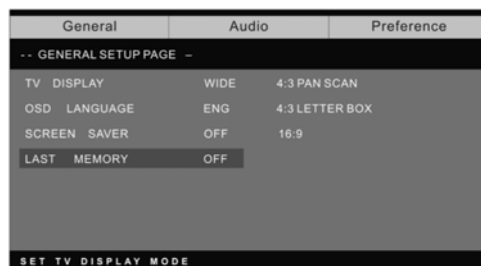 General Audio Preference
-- GENERAL SETUP PAGE –
TV DISPLAY WIDE 4:3 PAN SCAN
OSD LANGUAGE ENG 4:3 LETTER BOX
SCREEN SAVER OFF 16:9
LAST MEMORY OFF
SET TV DISPLAY MODE